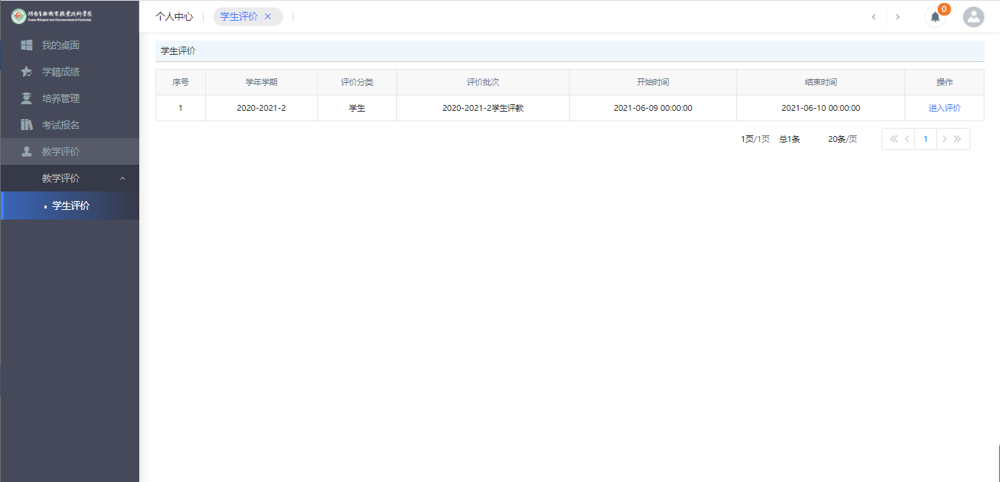 湖南生物机电职业技术学院
Hunan Biological And Electromechanical Polytechnic
我的桌面
学籍成绩
培养管理
考试报名
教学评价
教学评价
学生评价
个人中心 学生评价 ×
0
学生评价
序号 学年学期 评价分类 评价批次 开始时间 结束时间 操作
1 2020-2021-2 学生 2020-2021-2学生评教 2021-06-09 00:00:00 2021-06-10 00:00:00 进入评价
1页/1页 总1条 20条/页 1